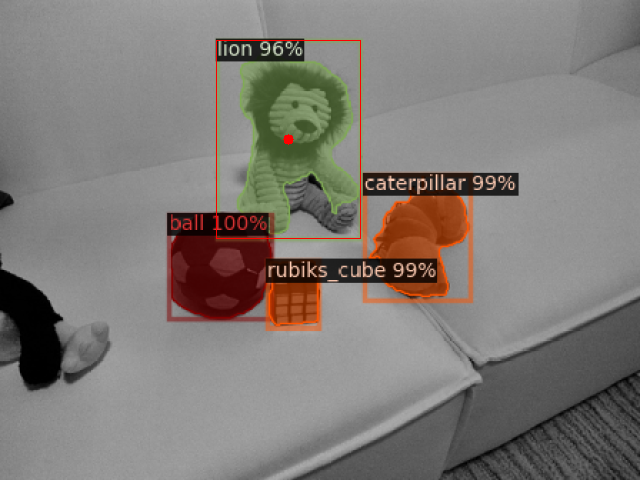 lion 96%
caterpillar 99%
ball 100%
rubiks_cube 99%